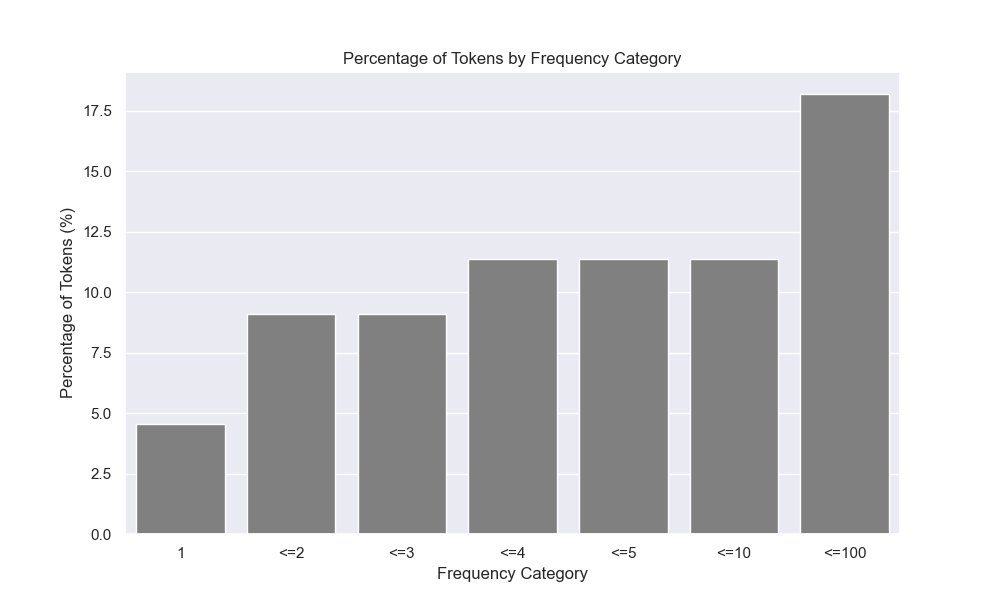 Percentage of Tokens by Frequency Category
Percentage of Tokens (%)
17.5
15.0
12.5
10.0
7.5
5.0
2.5
0.0
1 <=2 <=3 <=4 <=5 <=10 <=100
Frequency Category